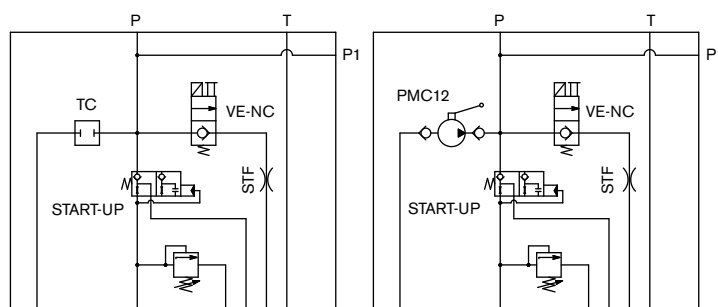 P
T
P1
TC
VE-NC
STF
START-UP
P
T
P
PMC12
VE-NC
STF
START-UP